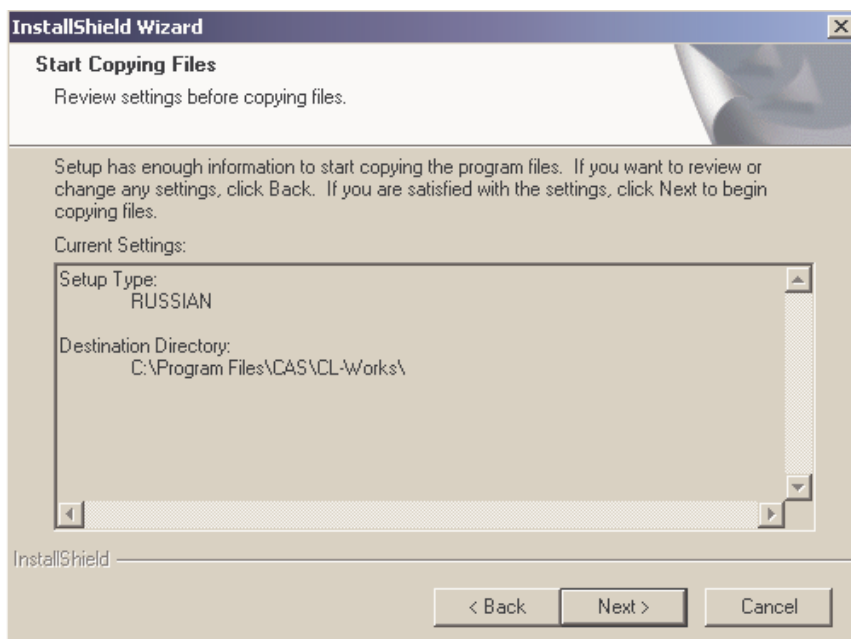 InstallShield Wizard
Start Copying Files
Review settings before copying files.
Setup has enough information to start copying the program files.  If you want to review or
change any settings, click Back.  If you are satisfied with the settings, click Next to begin
copying files.
Current Settings:
Setup Type:
RUSSIAN
Destination Directory:
C:\Program Files\CAS\CL-Works\
InstallShield
< Back
Next >
Cancel